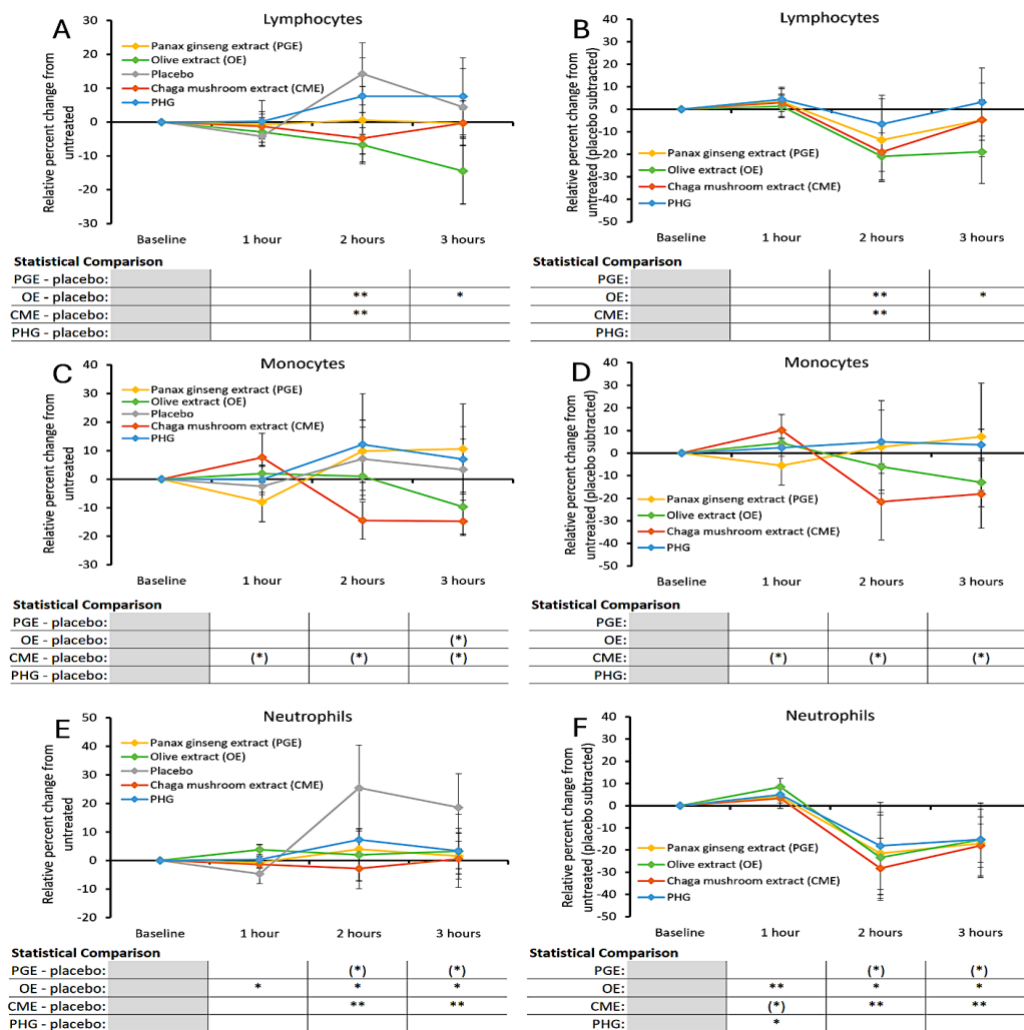 A
Lymphocytes
Relative percent change from
untreated
30
20
10
0
-10
-20
-30
Panax ginseng extract (PGE)
Olive extract (OE)
Placebo
Chaga mushroom extract (CME)
PHG
Baseline 1 hour 2 hours 3 hours
Statistical Comparison
PGE - placebo:
OE - placebo: ** *
CME - placebo: **
PHG - placebo:
B
Lymphocytes
Relative percent change from
untreated (placebo subtracted)
40
30
20
10
0
-10
-20
-30
-40
-50
Panax ginseng extract (PGE)
Olive extract (OE)
Chaga mushroom extract (CME)
PHG
Baseline 1 hour 2 hours 3 hours
Statistical Comparison
PGE:
OE: ** *
CME: **
PHG:
C
Monocytes
Relative percent change from
untreated
40
30
20
10
0
-10
-20
-30
Panax ginseng extract (PGE)
Olive extract (OE)
Placebo
Chaga mushroom extract (CME)
PHG
Baseline 1 hour 2 hours 3 hours
Statistical Comparison
PGE - placebo:
OE - placebo: (*)
CME - placebo: (*) (*) (*)
PHG - placebo:
D
Monocytes
Relative percent change from
untreated (placebo subtracted)
40
30
20
10
0
-10
-20
-30
-40
-50
Panax ginseng extract (PGE)
Olive extract (OE)
Chaga mushroom extract (CME)
PHG
Baseline 1 hour 2 hours 3 hours
Statistical Comparison
PGE:
OE:
CME: (*) (*) (*)
PHG:
E
Neutrophils
Relative percent change from
untreated
50
40
30
20
10
0
-10
-20
Panax ginseng extract (PGE)
Olive extract (OE)
Placebo
Chaga mushroom extract (CME)
PHG
Baseline 1 hour 2 hours 3 hours
Statistical Comparison
PGE - placebo: (*) (*)
OE - placebo: * * *
CME - placebo: ** **
PHG - placebo:
F
Neutrophils
Relative percent change from
untreated (placebo subtracted)
40
30
20
10
0
-10
-20
-30
-40
-50
Panax ginseng extract (PGE)
Olive extract (OE)
Chaga mushroom extract (CME)
PHG
Baseline 1 hour 2 hours 3 hours
Statistical Comparison
PGE: (*) (*)
OE: ** * *
CME: (*) ** **
PHG: *